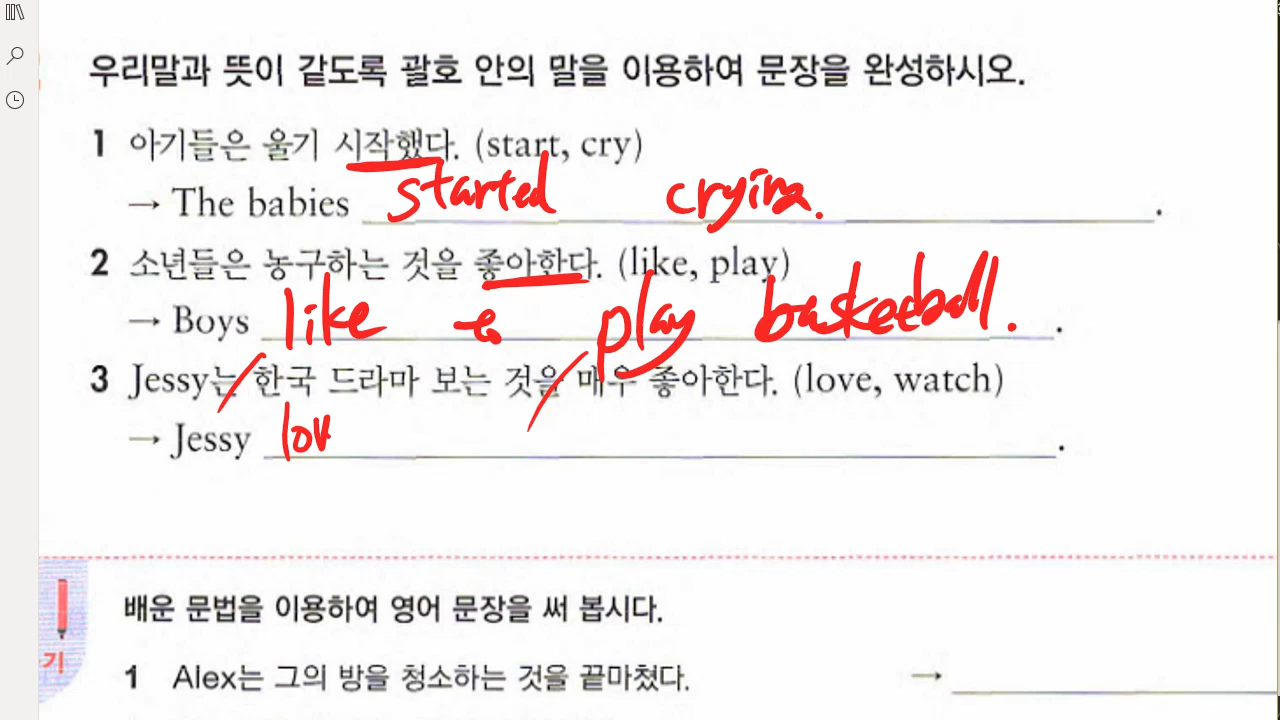 우리말과 뜻이 같도록 괄호 안의 말을 이용하여 문장을 완성하시오.
1 아기들은 울기 시작했다. (start, cry)
→ The babies started crying.
2 소년들은 농구하는 것을 좋아한다. (like, play)
→ Boys like to play basketball.
3 Jessy는 한국 드라마 보는 것을 매우 좋아한다. (love, watch)
→ Jessy lov
기
배운 문법을 이용하여 영어 문장을 써 봅시다.
1 Alex는 그의 방을 청소하는 것을 끝마쳤다. →